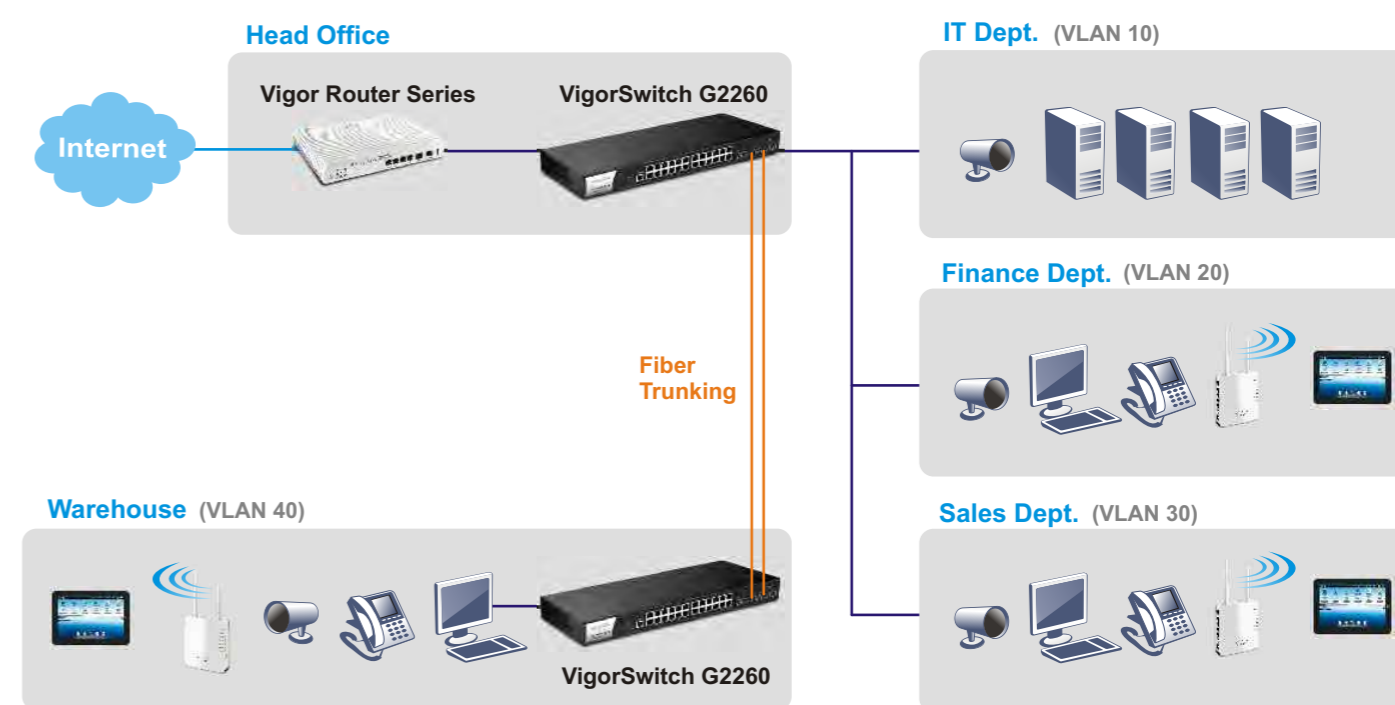 Head Office
IT Dept. (VLAN 10)
Vigor Router Series
VigorSwitch G2260
Internet
Finance Dept. (VLAN 20)
Fiber
Trunking
Warehouse (VLAN 40)
Sales Dept. (VLAN 30)
VigorSwitch G2260